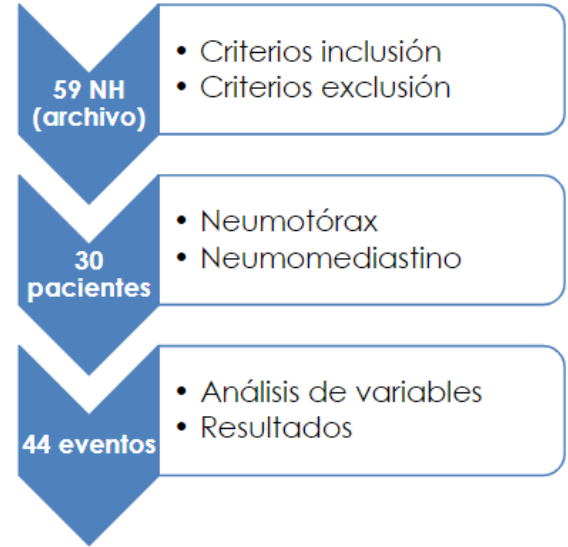 59 NH
(archivo)
• Criterios inclusión
• Criterios exclusión
30
pacientes
• Neumotórax
• Neumomediastino
44 eventos
• Análisis de variables
• Resultados